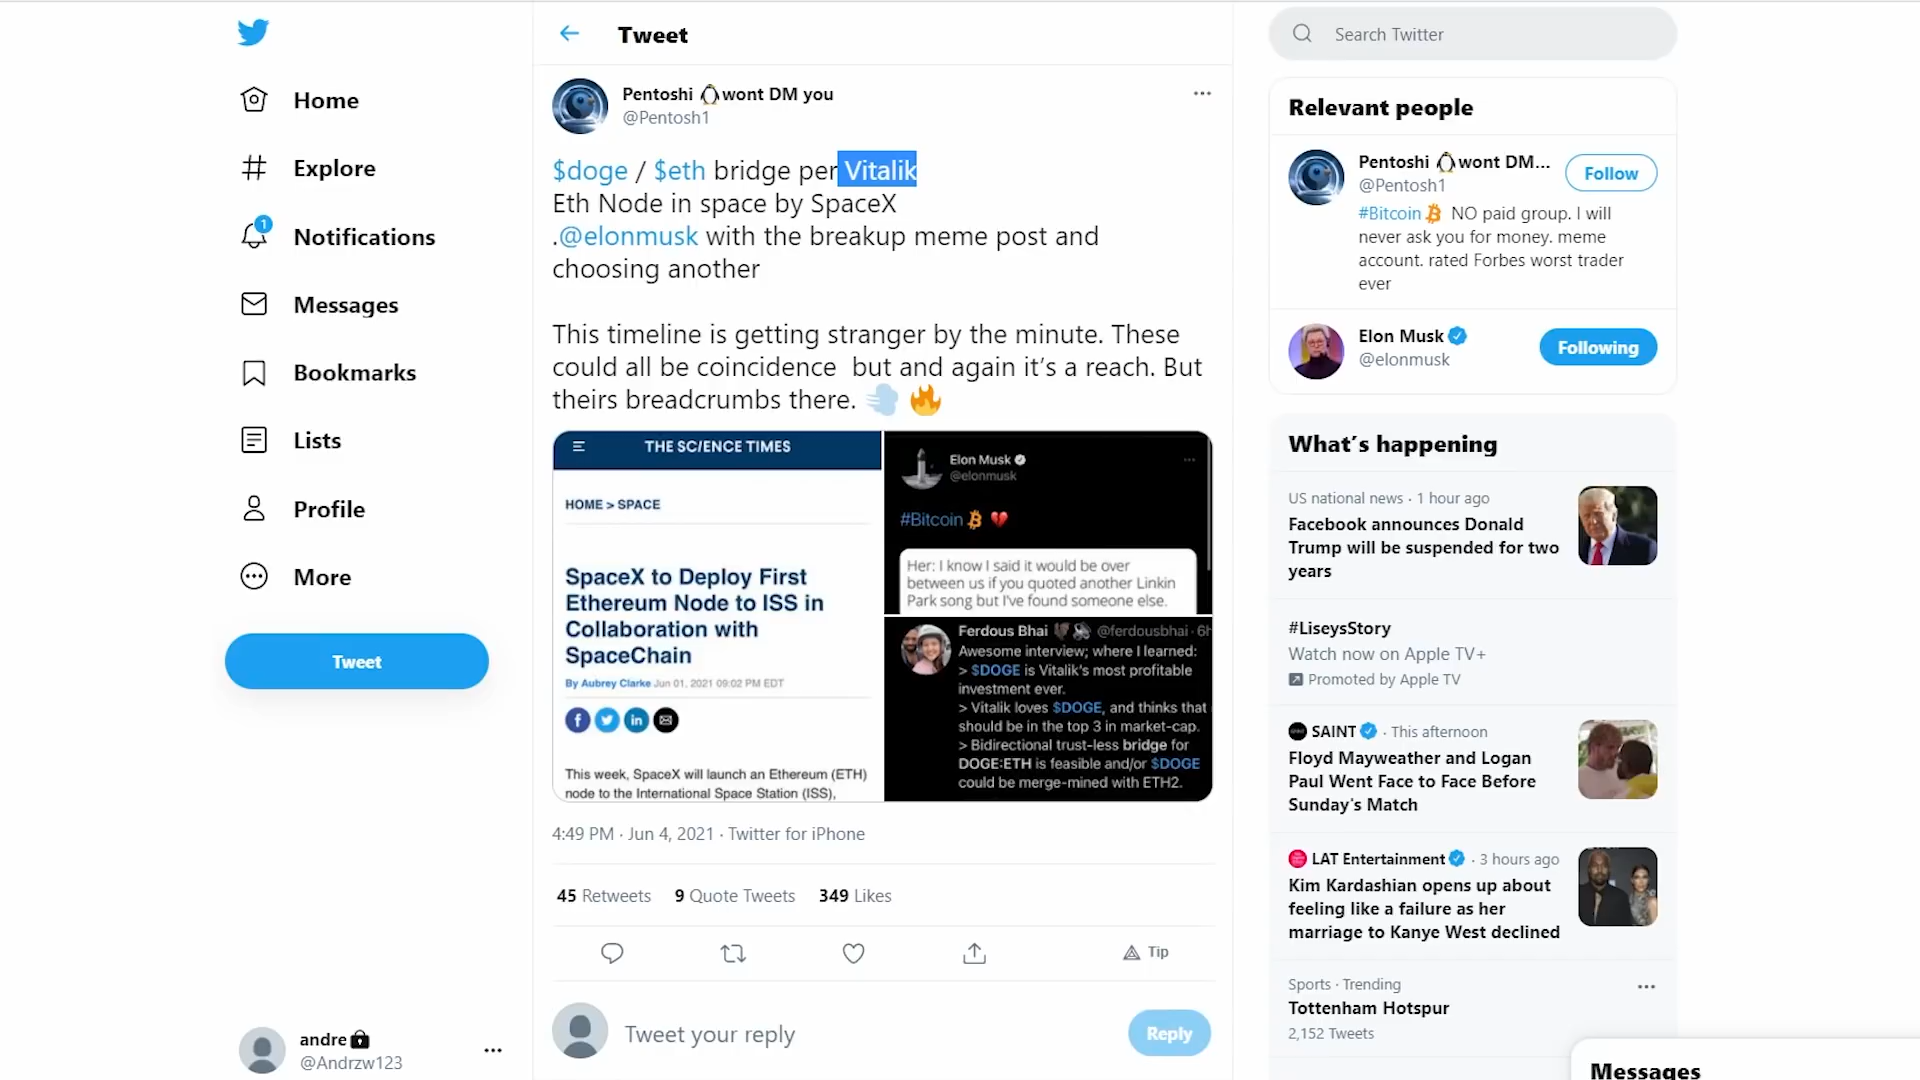 Home
Explore
1
Notifications
Messages
Bookmarks
Lists
Profile
More
Tweet
andre
@Andrzw123
Tweet
Pentoshi 🐧wont DM you
@Pentosh1
$doge / $eth bridge per Vitalik
Eth Node in space by SpaceX
.@elonmusk with the breakup meme post and
choosing another
This timeline is getting stranger by the minute. These
could all be coincidence  but and again it’s a reach. But
theirs breadcrumbs there. 💨 🔥
THE SC/ENCE TIMES
HOME > SPACE
SpaceX to Deploy First
Ethereum Node to ISS in
Collaboration with
SpaceChain
By Aubrey Clarke Jun 01, 2021 09:02 PM EDT
This week, SpaceX will launch an Ethereum (ETH)
node to the International Space Station (ISS),
Elon Musk
@elonmusk
#Bitcoin 💔
Her: I know I said it would be over
between us if you quoted another Linkin
Park song but I've found someone else.
Ferdous Bhai @ferdousbhai · 6h
Awesome interview; where I learned:
> $DOGE is Vitalik's most profitable
investment ever.
> Vitalik loves $DOGE, and thinks that
should be in the top 3 in market-cap.
> Bidirectional trust-less bridge for
DOGE:ETH is feasible and/or $DOGE
could be merge-mined with ETH2.
4:49 PM · Jun 4, 2021 · Twitter for iPhone
45 Retweets 9 Quote Tweets 349 Likes
Tip
Tweet your reply
Reply
Search Twitter
Relevant people
Pentoshi 🐧wont DM...
@Pentosh1
Follow
#Bitcoin NO paid group. I will
never ask you for money. meme
account. rated Forbes worst trader
ever
Elon Musk
@elonmusk
Following
What’s happening
US national news · 1 hour ago
Facebook announces Donald
Trump will be suspended for two
years
#LiseysStory
Watch now on Apple TV+
Promoted by Apple TV
SAINT · This afternoon
Floyd Mayweather and Logan
Paul Went Face to Face Before
Sunday's Match
LAT Entertainment · 3 hours ago
Kim Kardashian opens up about
feeling like a failure as her
marriage to Kanye West declined
Sports · Trending
Tottenham Hotspur
2,152 Tweets
Messages